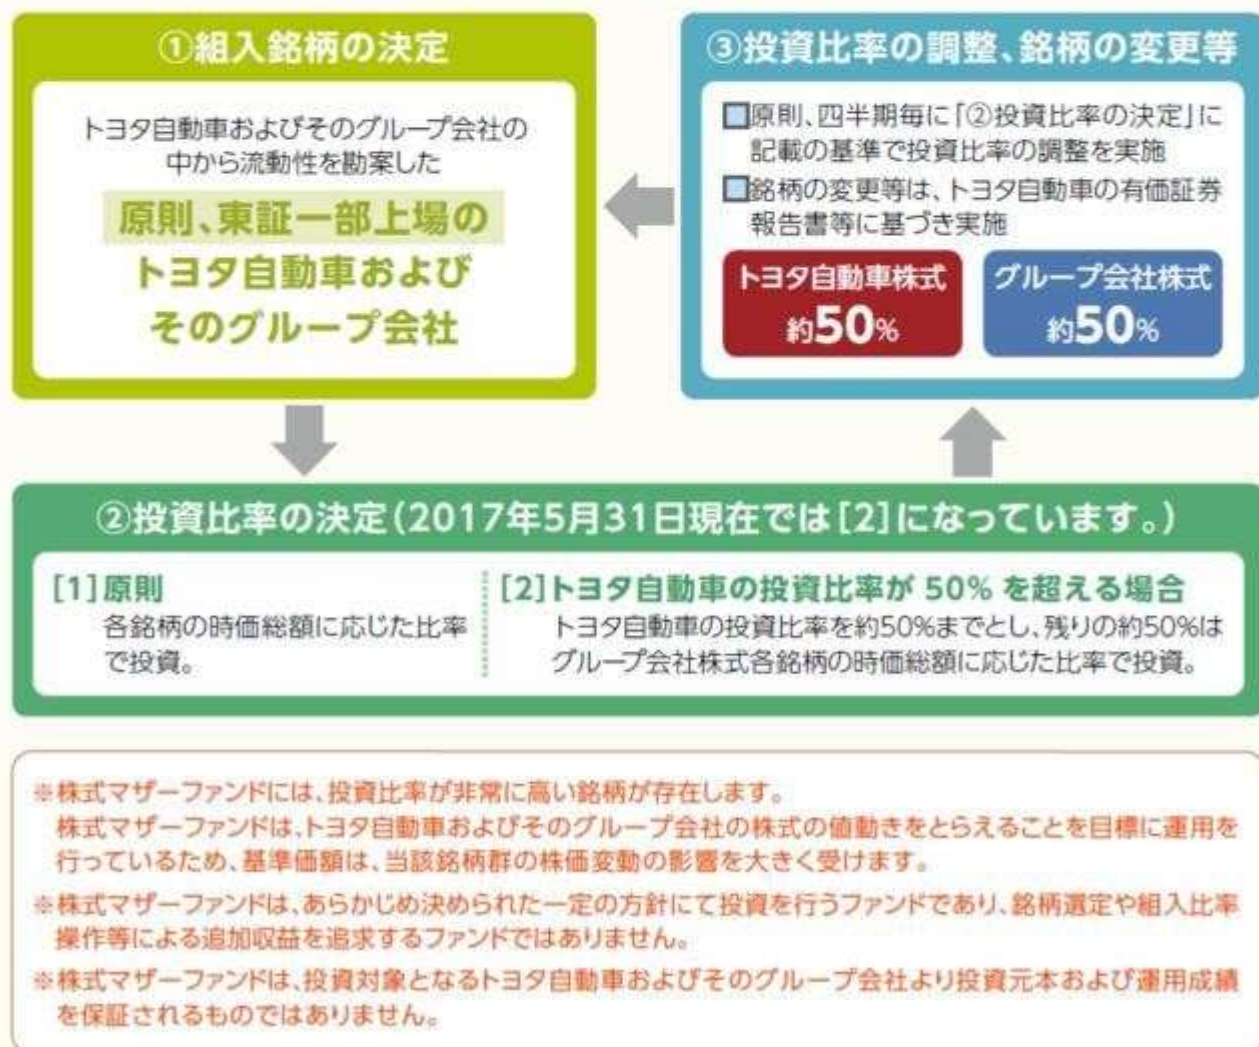 ①組入銘柄の決定
トヨタ自動車およびそのグループ会社の
中から流動性を勘案した
原則、東証一部上場の
トヨタ自動車および
そのグループ会社
③投資比率の調整、銘柄の変更等
原則、四半期毎に「②投資比率の決定」に
記載の基準で投資比率の調整を実施
銘柄の変更等は、トヨタ自動車の有価証券
報告書等に基づき実施
トヨタ自動車株式
約50%
グループ会社株式
約50%
②投資比率の決定(2017年5月31日現在では[2]になっています。)
[1]原則
各銘柄の時価総額に応じた比率
で投資。
[2]トヨタ自動車の投資比率が 50% を超える場合
トヨタ自動車の投資比率を約50%までとし、残りの約50%は
グループ会社株式各銘柄の時価総額に応じた比率で投資。
※株式マザーファンドには、投資比率が非常に高い銘柄が存在します。
株式マザーファンドは、トヨタ自動車およびそのグループ会社の株式の値動きをとらえることを目標に運用を
行っているため、基準価額は、当該銘柄群の株価変動の影響を大きく受けます。
※株式マザーファンドは、あらかじめ決められた一定の方針にて投資を行うファンドであり、銘柄選定や組入比率
操作等による追加収益を追求するファンドではありません。
※株式マザーファンドは、投資対象となるトヨタ自動車およびそのグループ会社より投資元本および運用成績
を保証されるものではありません。